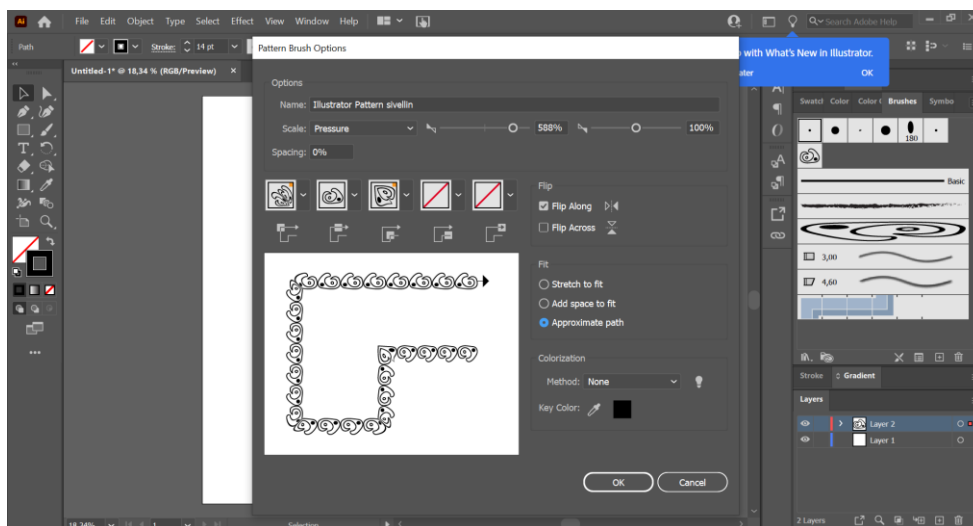 Ai File Edit Object Type Select Effect View Window Help
Search Adobe Help
Path Stroke: 14 pt
Pattern Brush Options
with What's New in Illustrator.
OK
Untitled-1* @ 18,34 % (RGB/Preview) ×
Options
Name: Illustrator Pattern sivellin
Scale: Pressure 588% 100%
Spacing: 0%
Flip
Flip Along
Flip Across
Fit
Stretch to fit
Add space to fit
Approximate path
Colorization
Method: None
Key Color:
OK Cancel
Color Color Brushes Symbo
180
Basic
3,00
4,60
Stroke Gradient
Layers
Layer 2
Layer 1
2 Layers
18,34% 1 Selection